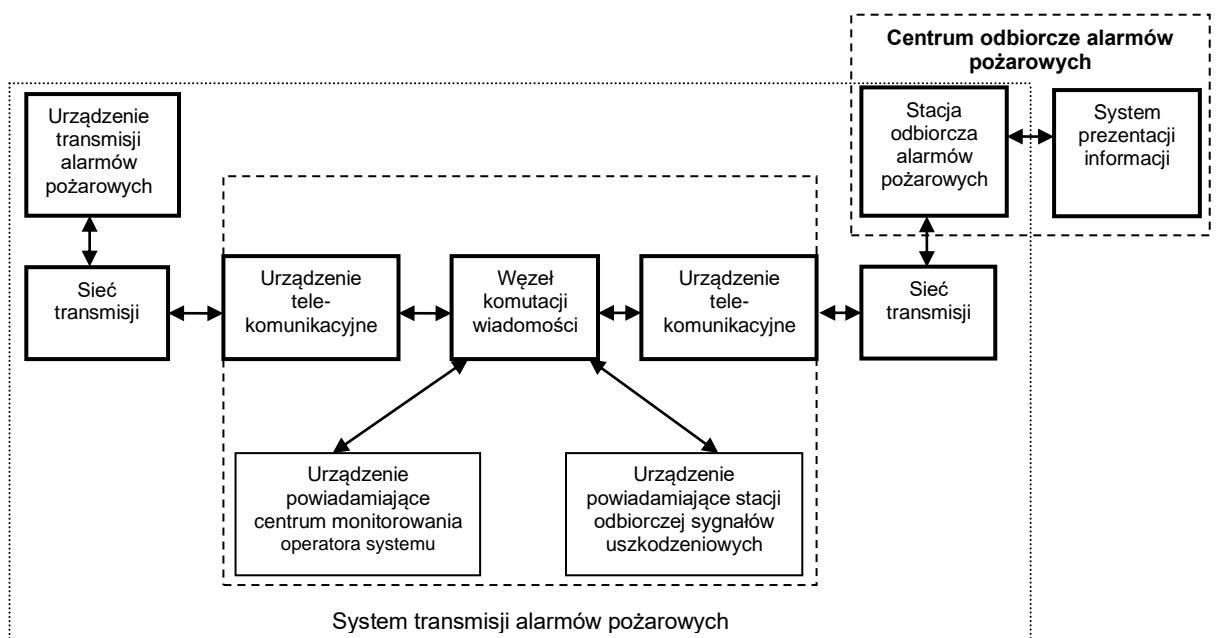 Centrum odbiorcze alarmów
pożarowych
Urządzenie
transmisji
alarmów
pożarowych
Stacja
odbiorcza
alarmów
pożarowych
System
prezentacji
informacji
Sieć
transmisji
Urządzenie
tele-
komunikacyjne
Węzeł
komutacji
wiadomości
Urządzenie
tele-
komunikacyjne
Sieć
transmisji
Urządzenie
powiadamiające
centrum monitorowania
operatora systemu
Urządzenie
powiadamiające stacji
odbiorczej sygnałów
uszkodzeniowych
System transmisji alarmów pożarowych